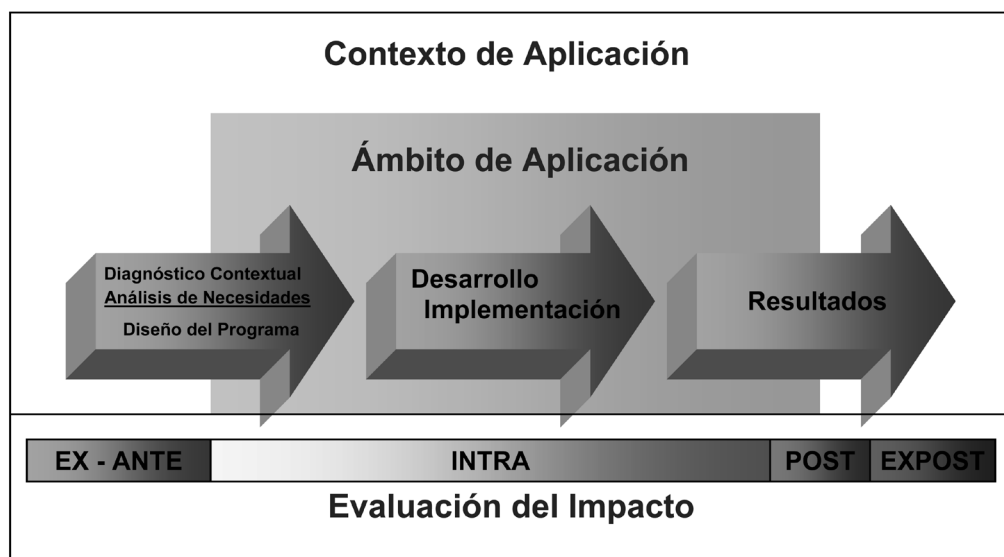 Contexto de Aplicación
Ámbito de Aplicación
Diagnóstico Contextual
Análisis de Necesidades
Diseño del Programa
Desarrollo
Implementación
Resultados
EX - ANTE
INTRA
POST
EXPOST
Evaluación del Impacto